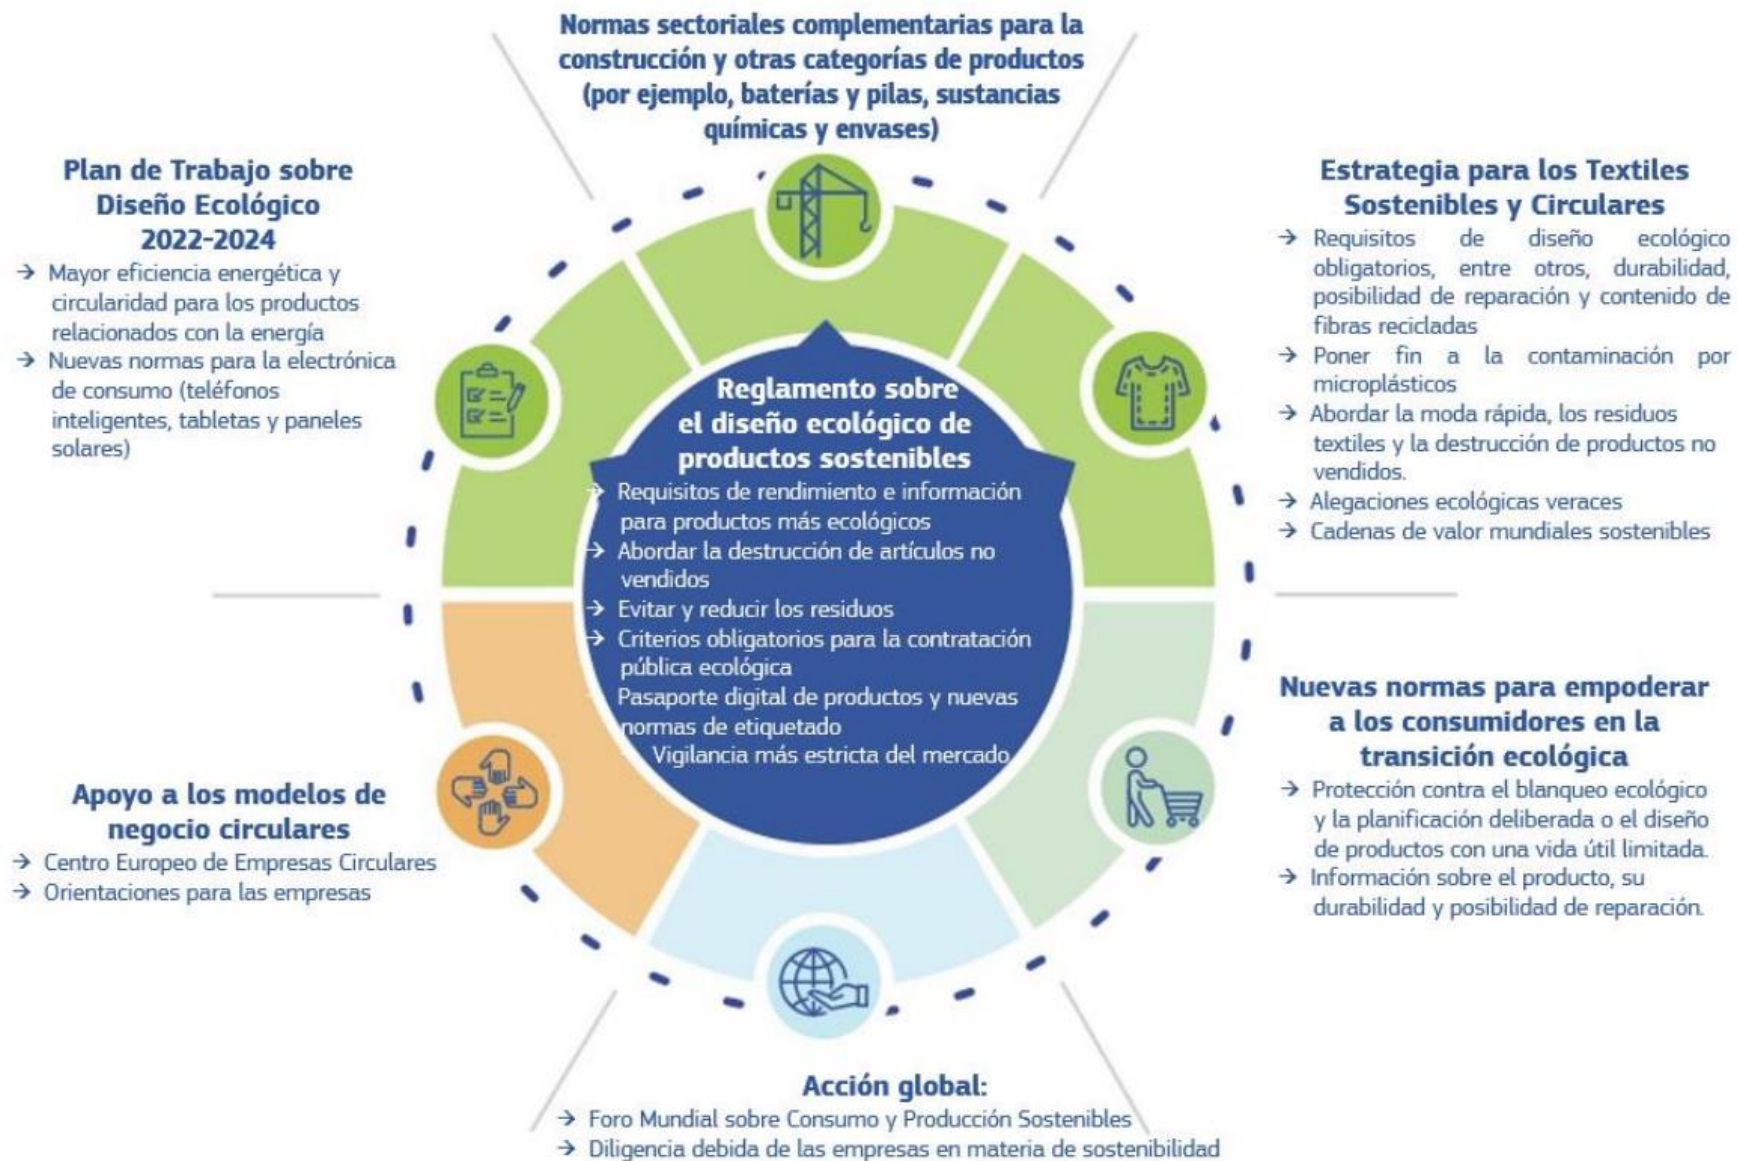 Normas sectoriales complementarias para la
construcción y otras categorías de productos
(por ejemplo, baterías y pilas, sustancias
químicas y envases)
Plan de Trabajo sobre
Diseño Ecológico
2022-2024
→ Mayor eficiencia energética y
circularidad para los productos
relacionados con la energía
→ Nuevas normas para la electrónica
de consumo (teléfonos
inteligentes, tabletas y paneles
solares)
Estrategia para los Textiles
Sostenibles y Circulares
→ Requisitos de diseño ecológico
obligatorios, entre otros, durabilidad,
posibilidad de reparación y contenido de
fibras recicladas
→ Poner fin a la contaminación por
microplásticos
→ Abordar la moda rápida, los residuos
textiles y la destrucción de productos no
vendidos.
→ Alegaciones ecológicas veraces
→ Cadenas de valor mundiales sostenibles
Reglamento sobre
el diseño ecológico de
productos sostenibles
→ Requisitos de rendimiento e información
para productos más ecológicos
→ Abordar la destrucción de artículos no
vendidos
→ Evitar y reducir los residuos
→ Criterios obligatorios para la contratación
pública ecológica
→ Pasaporte digital de productos y nuevas
normas de etiquetado
→ Vigilancia más estricta del mercado
Apoyo a los modelos de
negocio circulares
→ Centro Europeo de Empresas Circulares
→ Orientaciones para las empresas
Nuevas normas para empoderar
a los consumidores en la
transición ecológica
→ Protección contra el blanqueo ecológico
y la planificación deliberada o el diseño
de productos con una vida útil limitada.
→ Información sobre el producto, su
durabilidad y posibilidad de reparación.
Acción global:
→ Foro Mundial sobre Consumo y Producción Sostenibles
→ Diligencia debida de las empresas en materia de sostenibilidad